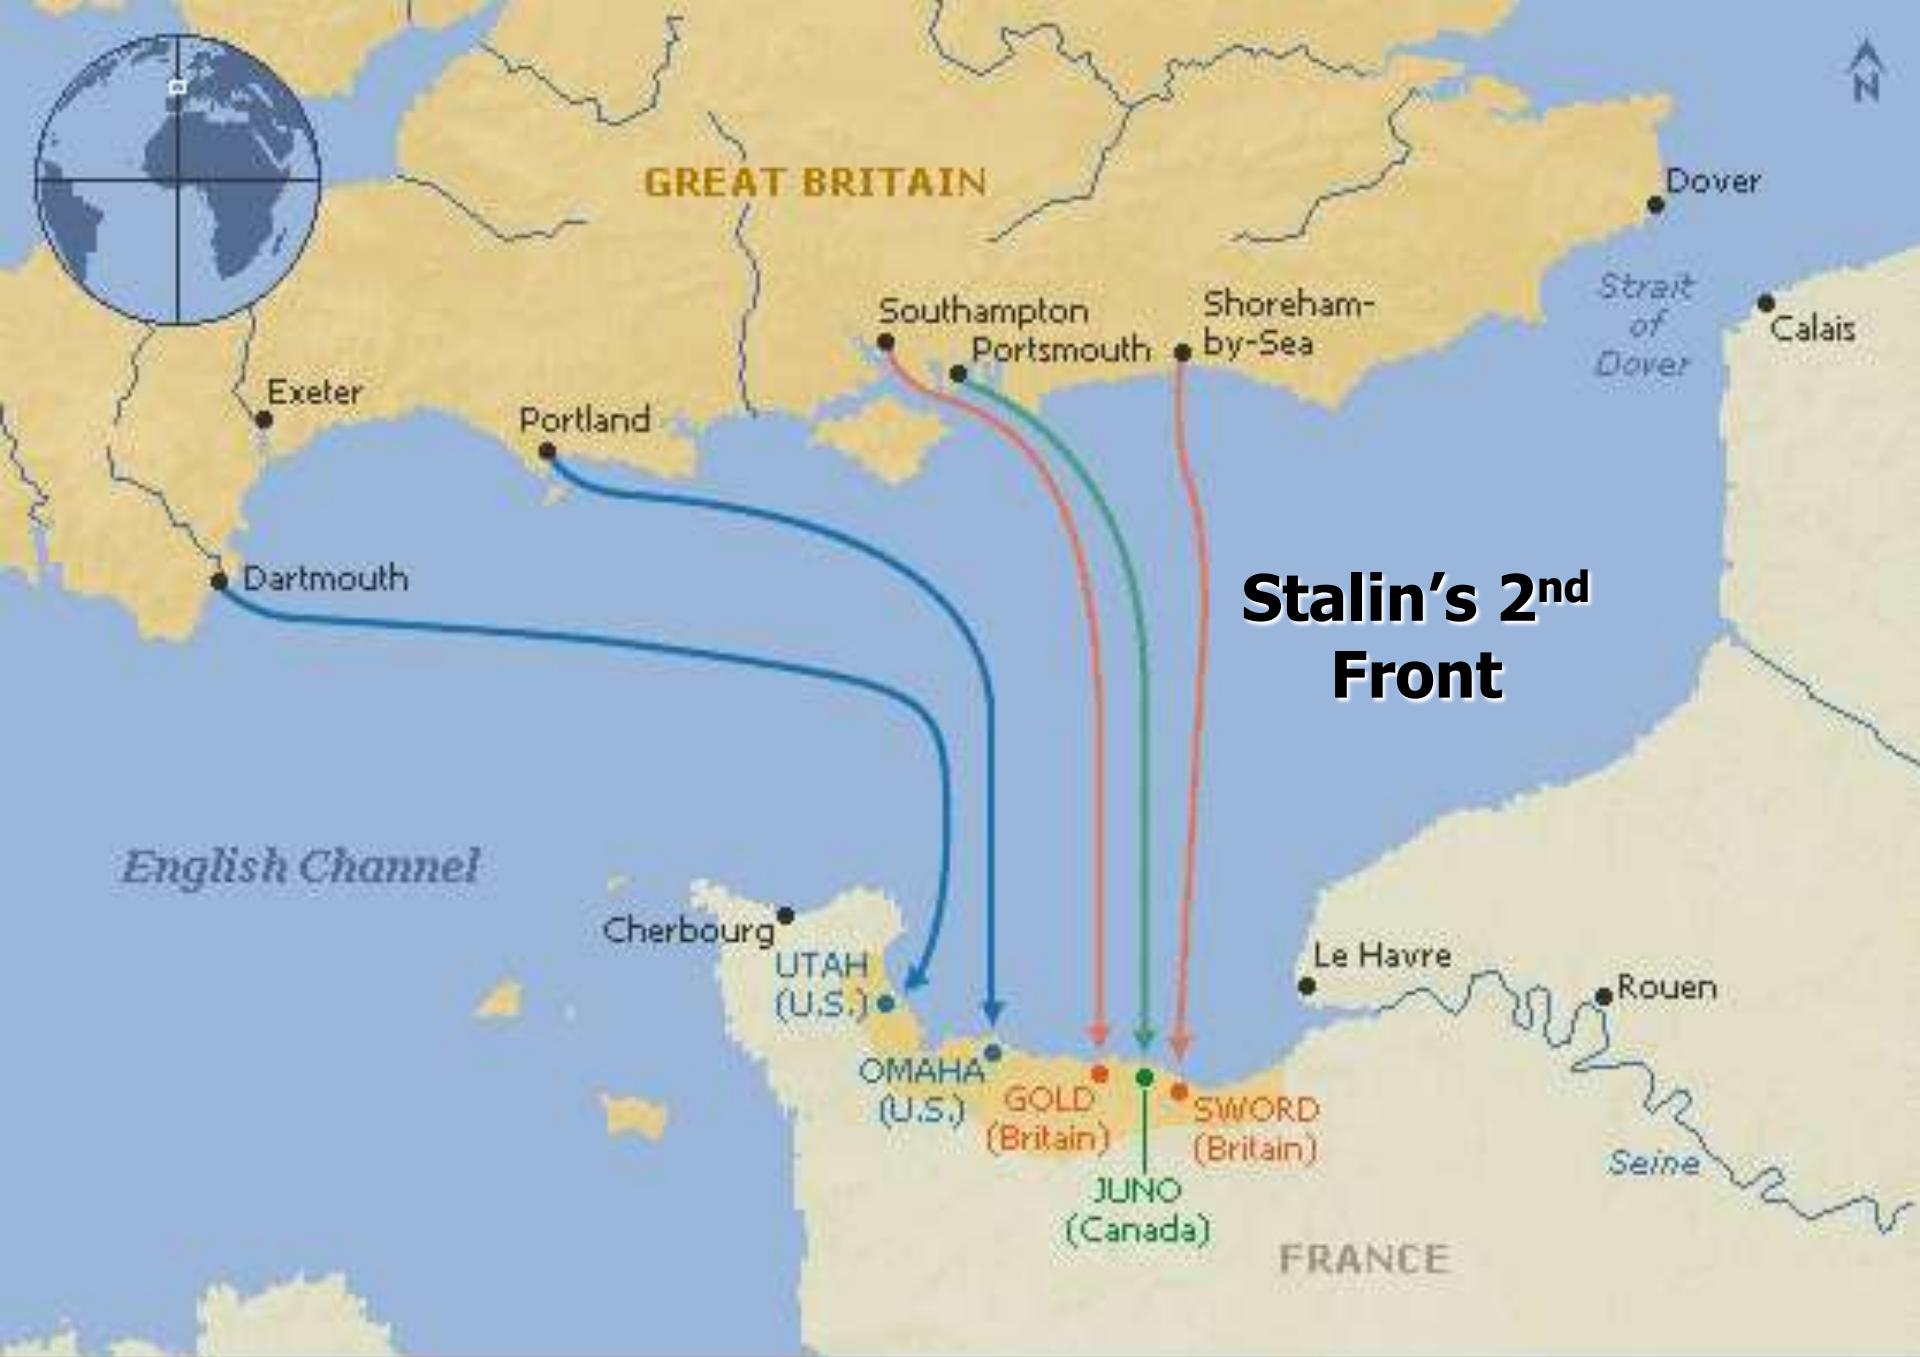 N
GREAT BRITAIN
Dover
Strait
of
Dover
Calais
Southampton
Portsmouth
Shoreham-
by-Sea
Exeter
Portland
Dartmouth
Stalin’s 2nd
Front
English Channel
Cherbourg
UTAH
(U.S.)
OMAHA
(U.S.)
GOLD
(Britain)
SWORD
(Britain)
JUNO
(Canada)
Le Havre
Rouen
Seine
FRANCE